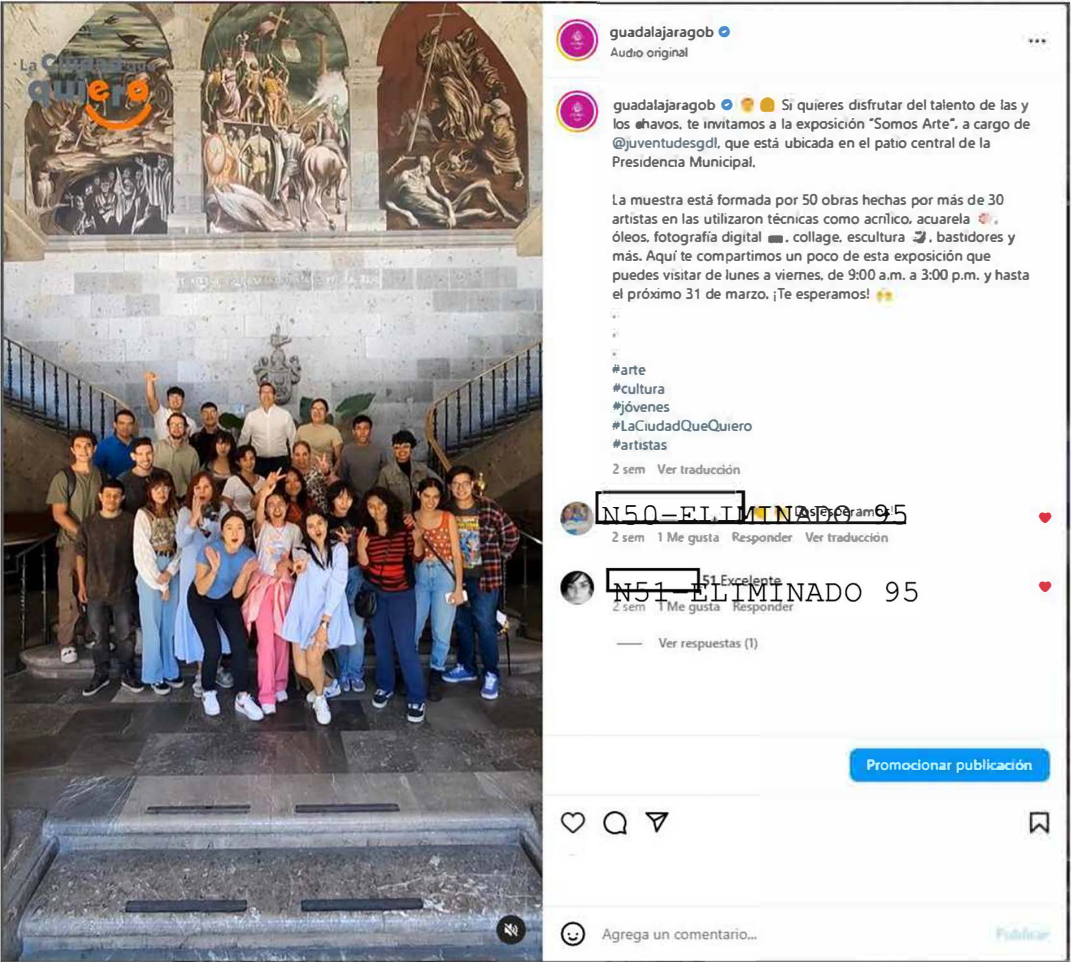 La Ciudad que
quiero
guadalajaragob
Audio original
guadalajaragob Si quieres disfrutar del talento de las y
los chavos, te invitamos a la exposición "Somos Arte", a cargo de
@juventudesgdl, que está ubicada en el patio central de la
Presidencia Municipal.
La muestra está formada por 50 obras hechas por más de 30
artistas en las utilizaron técnicas como acrílico, acuarela ,
óleos, fotografía digital , collage, escultura , bastidores y
más. Aquí te compartimos un poco de esta exposición que
puedes visitar de lunes a viernes, de 9:00 a.m. a 3:00 p.m. y hasta
el próximo 31 de marzo. ¡Te esperamos!
.
.
.
#arte
#cultura
#jóvenes
#LaCiudadQueQuiero
#artistas
2 sem Ver traducción
N50-ELIMINADO 95
2 sem 1 Me gusta Responder Ver traducción
51 Excelente
N51-ELIMINADO 95
2 sem 1 Me gusta Responder
Ver respuestas (1)
Promocionar publicación
Agrega un comentario...
Publicar